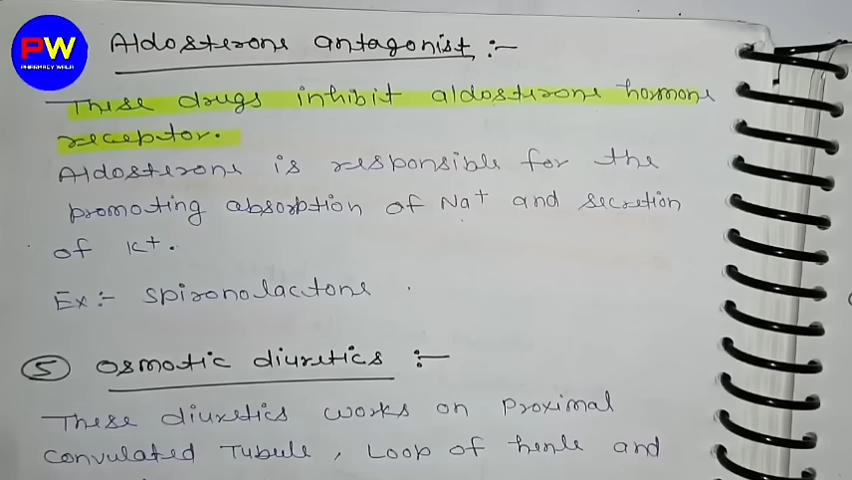 PW
PHARMACY WALA
Aldosterone antagonist :-
These drugs inhibit aldosterone hormone
receptor.
Aldosterone is responsible for the
promoting absorption of Na+ and secretion
of K+.
Ex:- Spironolactone
5 Osmotic diuretics :-
These diuretics works on Proximal
Convulated Tubule, Loop of henle and